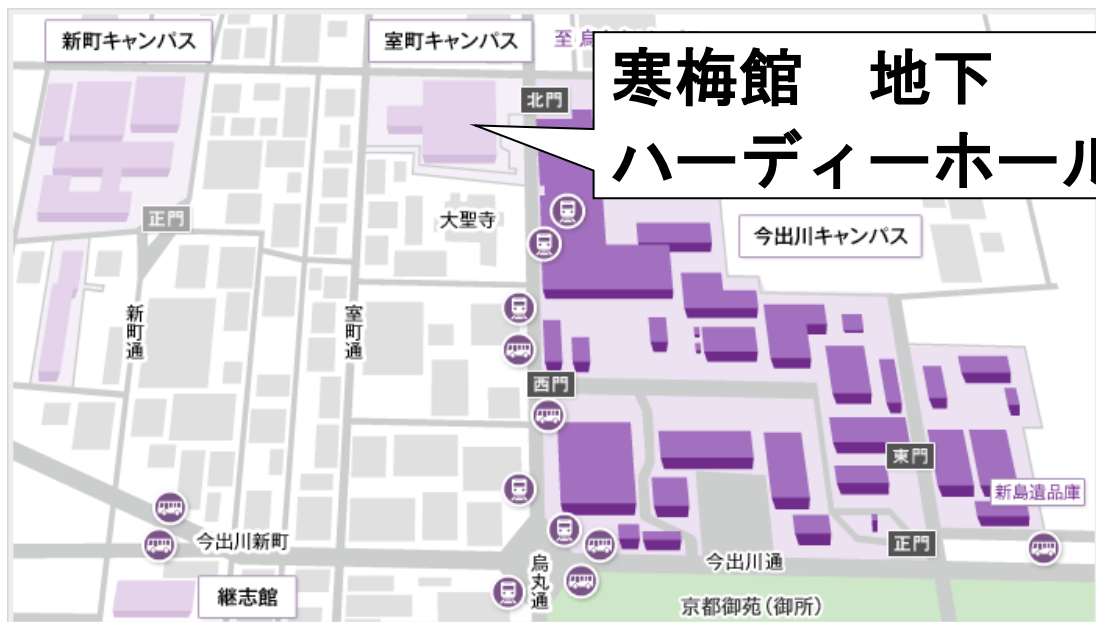 新町キャンパス
室町キャンパス
至 烏
寒梅館　地下
ハーディーホール
北門
正門
大聖寺
今出川キャンパス
新町通
室町通
西門
東門
新島遺品庫
正門
今出川新町
今出川通
烏丸通
継志館
京都御苑（御所）